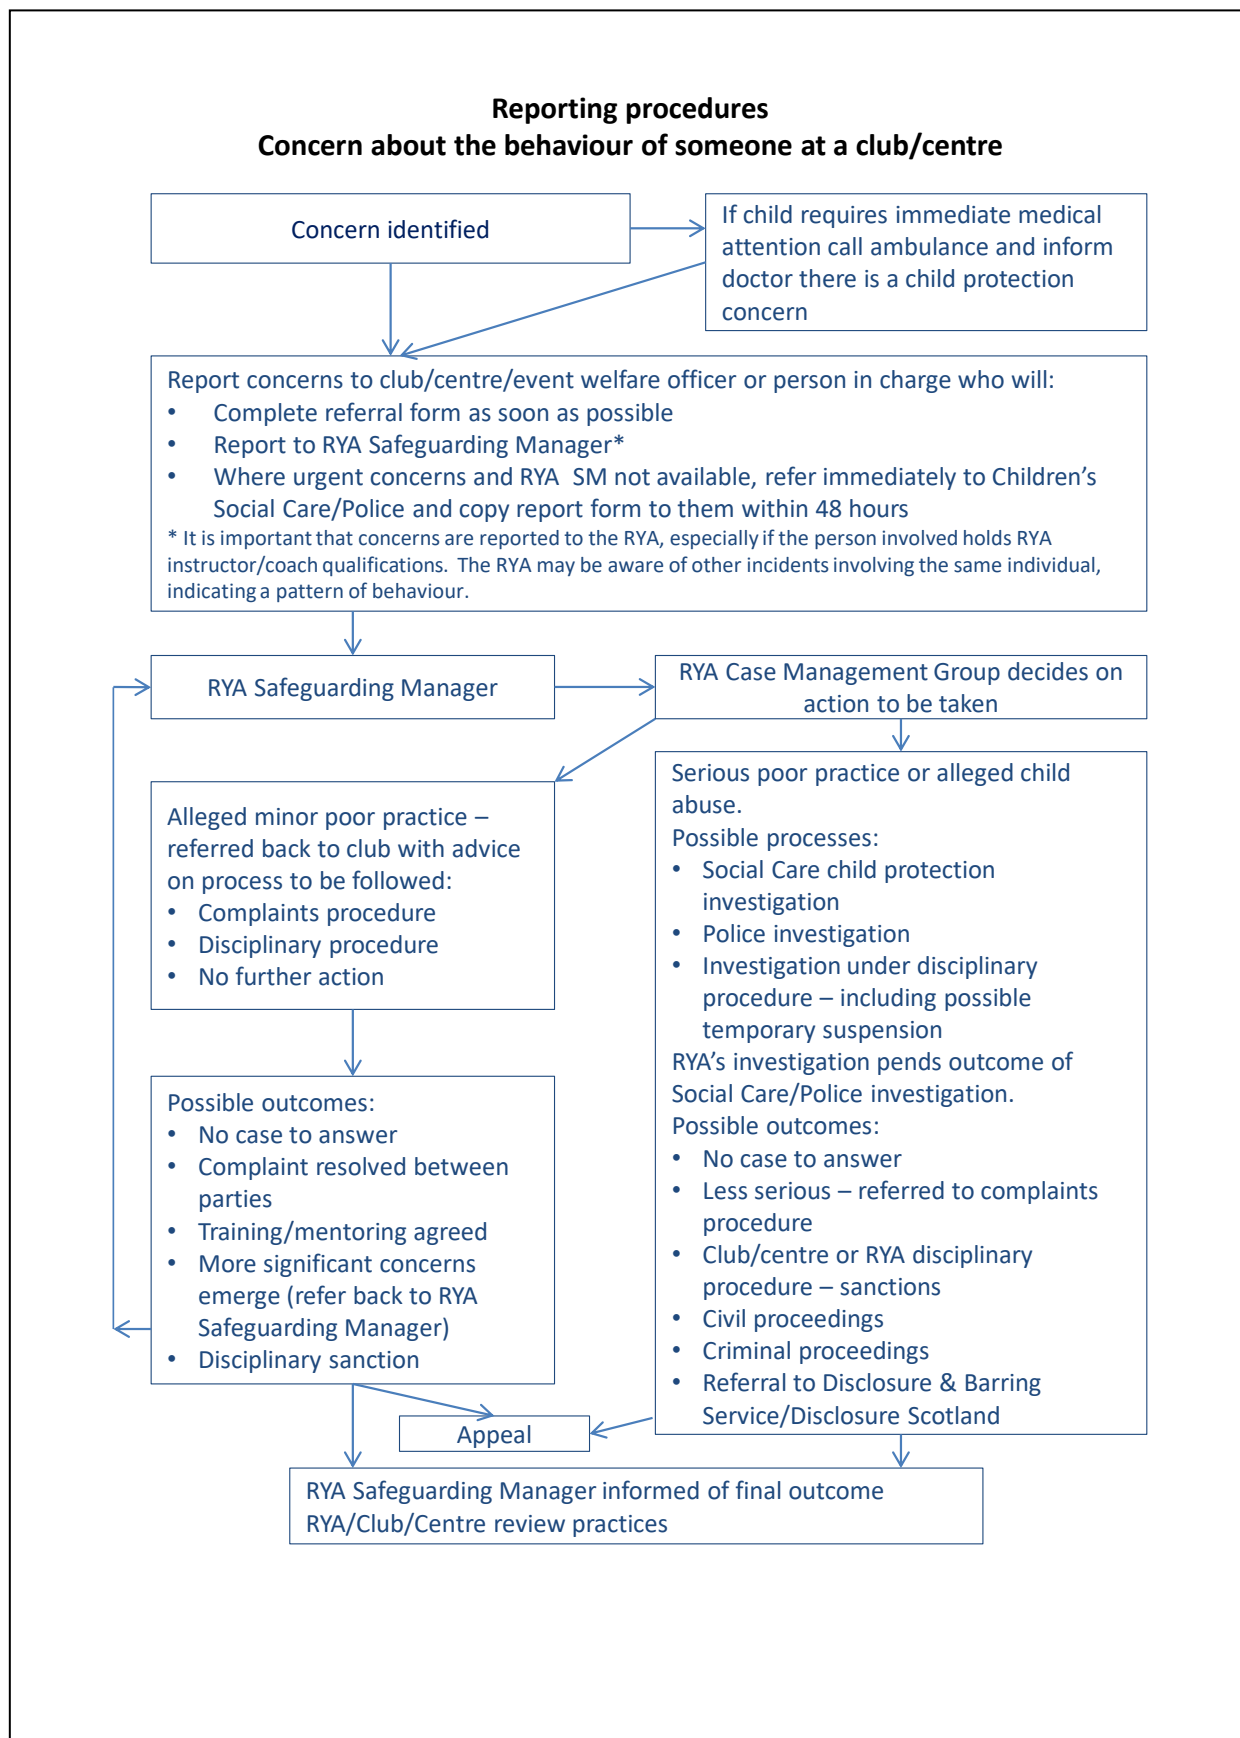 Reporting procedures
Concern about the behaviour of someone at a club/centre
Concern identified
If child requires immediate medical
attention call ambulance and inform
doctor there is a child protection
concern
Report concerns to club/centre/event welfare officer or person in charge who will:
• Complete referral form as soon as possible
• Report to RYA Safeguarding Manager*
• Where urgent concerns and RYA  SM not available, refer immediately to Children's
Social Care/Police and copy report form to them within 48 hours
* It is important that concerns are reported to the RYA, especially if the person involved holds RYA
instructor/coach qualifications.  The RYA may be aware of other incidents involving the same individual,
indicating a pattern of behaviour.
RYA Safeguarding Manager
RYA Case Management Group decides on
action to be taken
Alleged minor poor practice –
referred back to club with advice
on process to be followed:
• Complaints procedure
• Disciplinary procedure
• No further action
Serious poor practice or alleged child
abuse.
Possible processes:
• Social Care child protection
investigation
• Police investigation
• Investigation under disciplinary
procedure – including possible
temporary suspension
RYA's investigation pends outcome of
Social Care/Police investigation.
Possible outcomes:
• No case to answer
• Less serious – referred to complaints
procedure
• Club/centre or RYA disciplinary
procedure – sanctions
• Civil proceedings
• Criminal proceedings
• Referral to Disclosure & Barring
Service/Disclosure Scotland
Possible outcomes:
• No case to answer
• Complaint resolved between
parties
• Training/mentoring agreed
• More significant concerns
emerge (refer back to RYA
Safeguarding Manager)
• Disciplinary sanction
Appeal
RYA Safeguarding Manager informed of final outcome
RYA/Club/Centre review practices